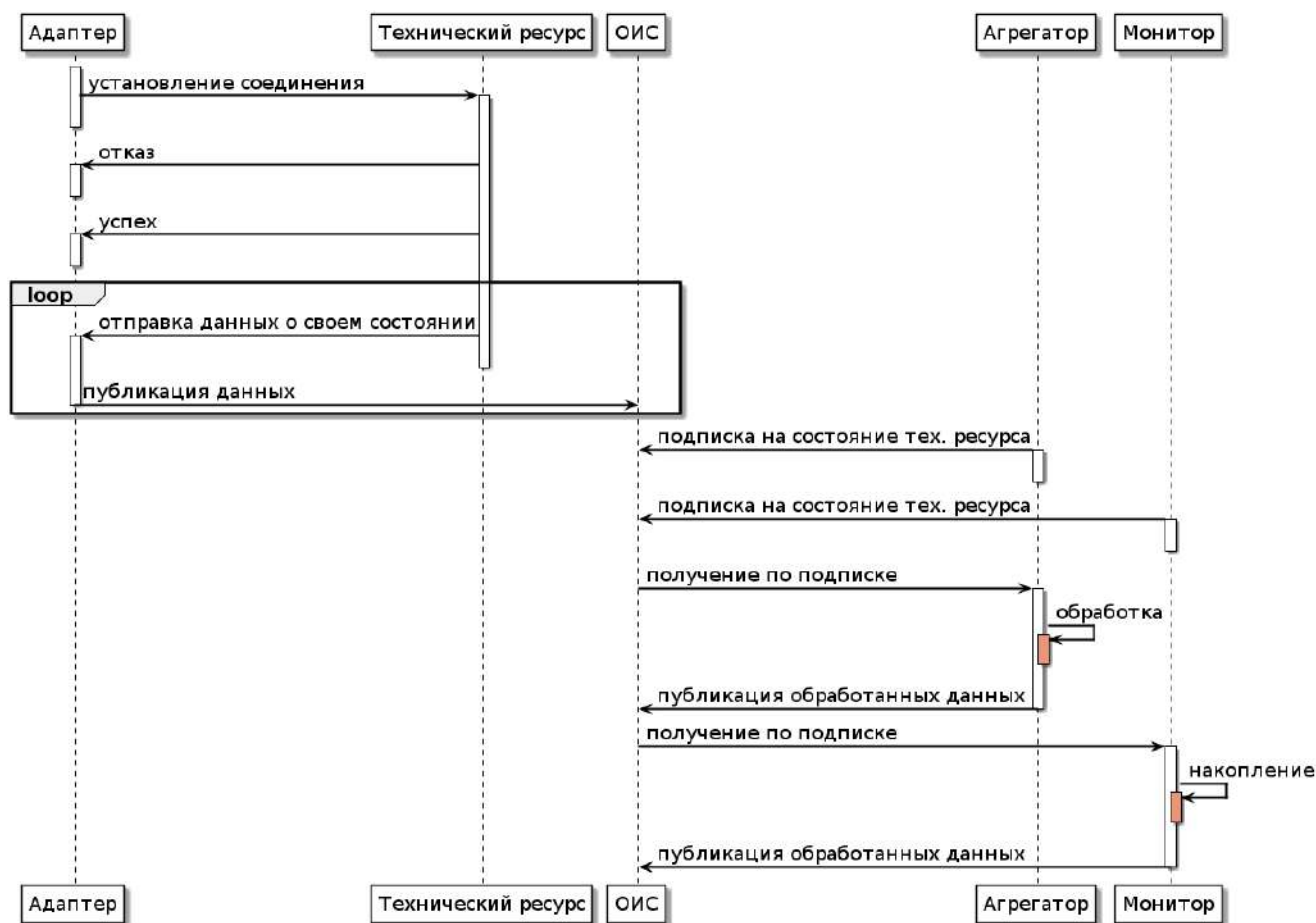 Адаптер
Технический ресурс
ОИС
Агрегатор
Монитор
установление соединения
отказ
успех
loop
отправка данных о своем состоянии
публикация данных
подписка на состояние тех. ресурса
подписка на состояние тех. ресурса
получение по подписке
обработка
публикация обработанных данных
получение по подписке
накопление
публикация обработанных данных
Адаптер
Технический ресурс
ОИС
Агрегатор
Монитор